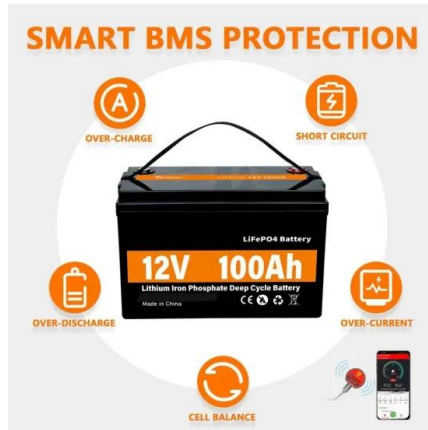 SMART BMS PROTECTION
A
OVER-CHARGE
SHORT CIRCUIT
LiFePO4 Battery
12V 100Ah
Lithium Iron Phosphate Deep Cycle Battery
Made in China
CE
OVER-DISCHARGE
OVER-CURRENT
CELL BALANCE